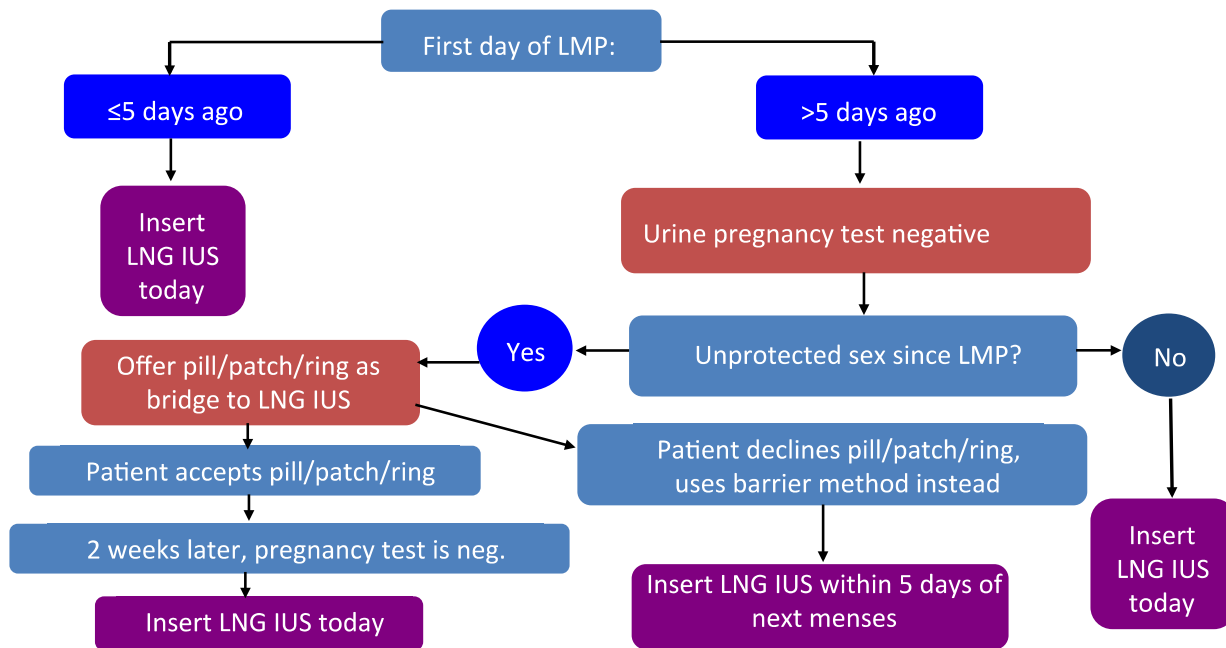 First day of LMP:
≤5 days ago
>5 days ago
Insert
LNG IUS
today
Urine pregnancy test negative
Unprotected sex since LMP?
Yes
No
Offer pill/patch/ring as
bridge to LNG IUS
Patient accepts pill/patch/ring
Patient declines pill/patch/ring,
uses barrier method instead
2 weeks later, pregnancy test is neg.
Insert LNG IUS today
Insert LNG IUS within 5 days of
next menses
Insert
LNG IUS
today